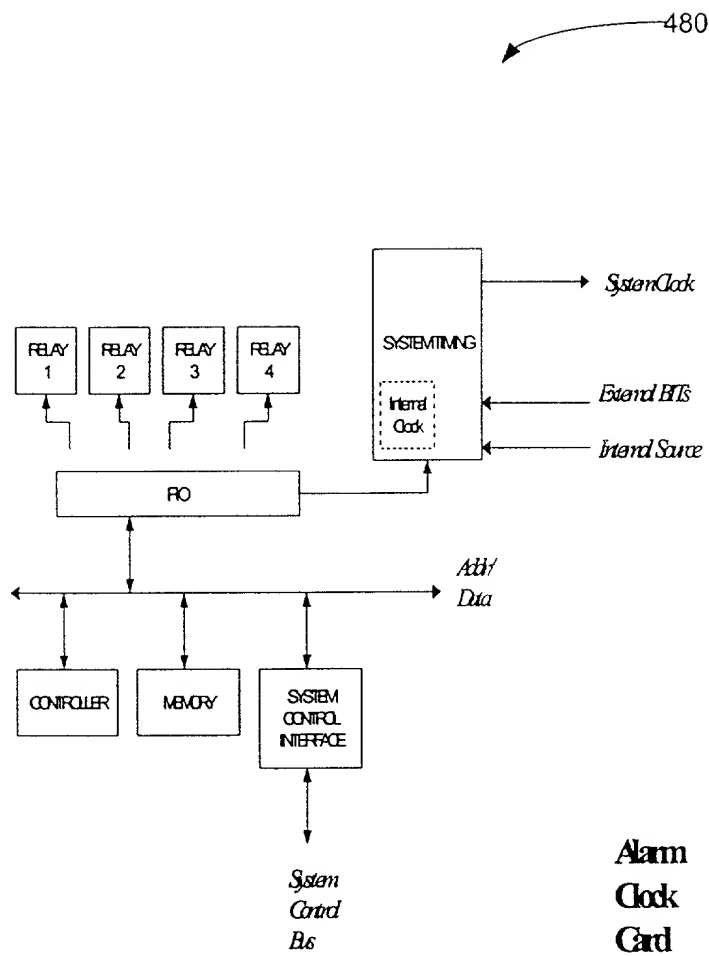 480
System Clock
SYSTEM TIMING
RELAY
1
RELAY
2
RELAY
3
RELAY
4
External BITs
Internal
Clock
Internal Source
PIO
Addr/
Data
CONTROLLER
MEMORY
SYSTEM
CONTROL
INTERFACE
System
Control
Bus
Alarm
Clock
Card